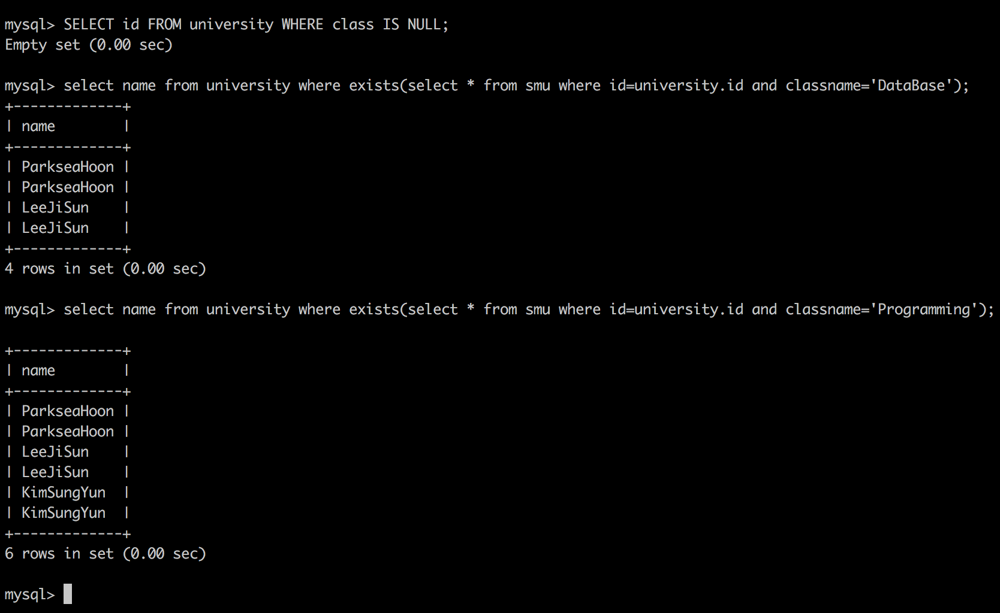 mysql> SELECT id FROM university WHERE class IS NULL;
Empty set (0.00 sec)

mysql> select name from university where exists(select * from smu where id=university.id and classname='DataBase');
+-------------+
| name        |
+-------------+
| ParkseaHoon |
| ParkseaHoon |
| LeeJiSun    |
| LeeJiSun    |
+-------------+
4 rows in set (0.00 sec)

mysql> select name from university where exists(select * from smu where id=university.id and classname='Programming');

+-------------+
| name        |
+-------------+
| ParkseaHoon |
| ParkseaHoon |
| LeeJiSun    |
| LeeJiSun    |
| KimSungYun  |
| KimSungYun  |
+-------------+
6 rows in set (0.00 sec)

mysql>